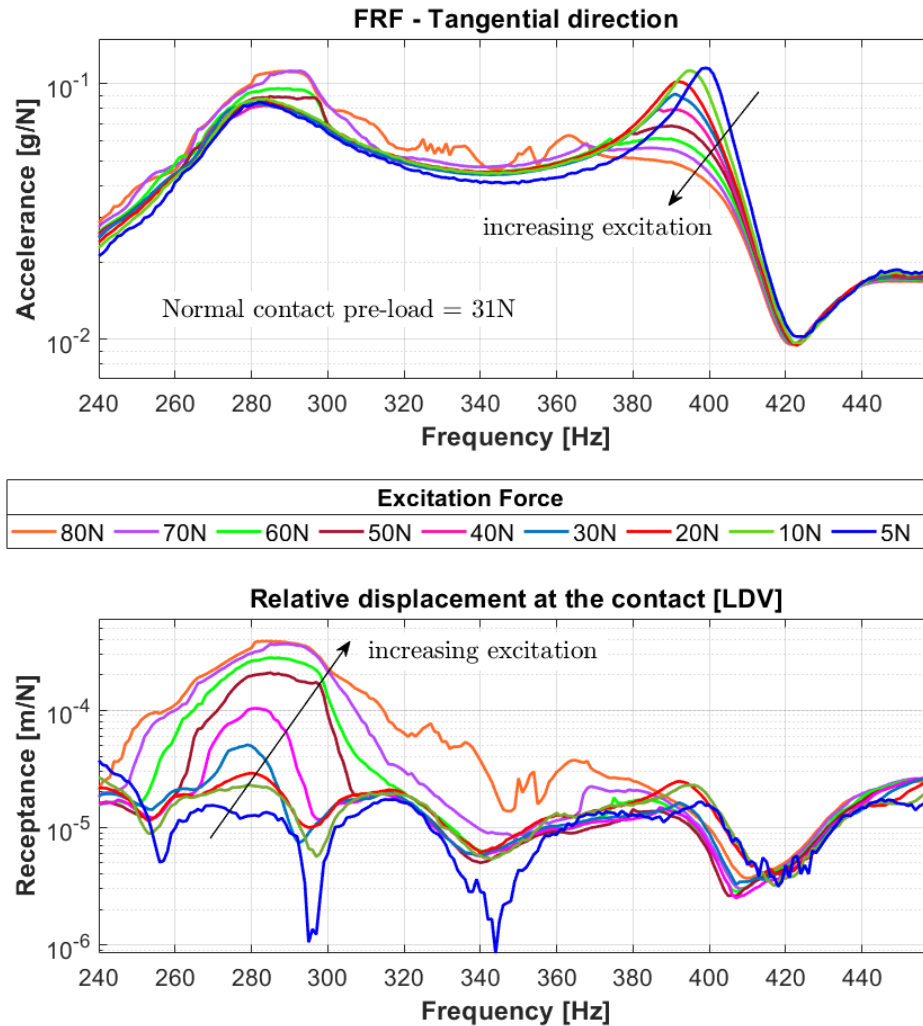 FRF - Tangential direction
Accelerance [g/N]
10^-1
increasing excitation
Normal contact pre-load = 31N
10^-2
240 260 280 300 320 340 360 380 400 420 440
Frequency [Hz]
Excitation Force
80N 70N 60N 50N 40N 30N 20N 10N 5N
Relative displacement at the contact [LDV]
Receptance [m/N]
increasing excitation
10^-4
10^-5
10^-6
240 260 280 300 320 340 360 380 400 420 440
Frequency [Hz]